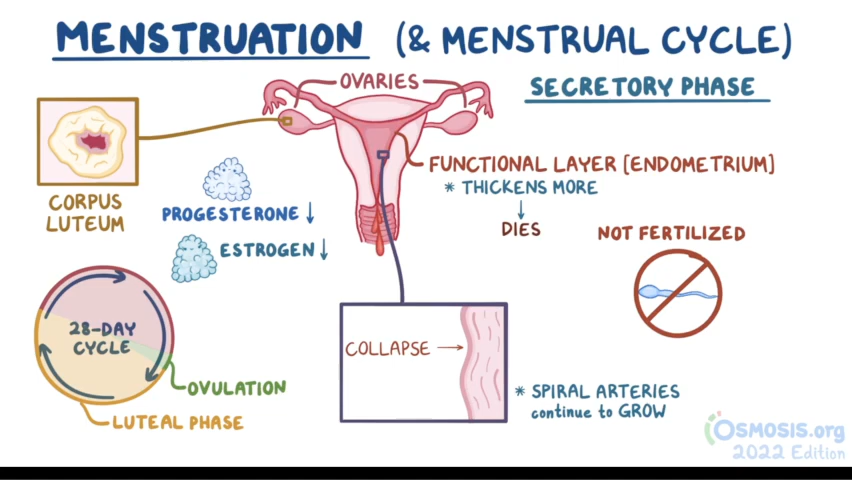 MENSTRUATION (& MENSTRUAL CYCLE)
OVARIES
SECRETORY PHASE
FUNCTIONAL LAYER [ENDOMETRIUM]
* THICKENS MORE
↓
DIES
CORPUS
LUTEUM
PROGESTERONE ↓
ESTROGEN ↓
NOT FERTILIZED
28-DAY
CYCLE
OVULATION
LUTEAL PHASE
COLLAPSE →
* SPIRAL ARTERIES
continue to GROW
OSMOSIS.org
2022 Edition